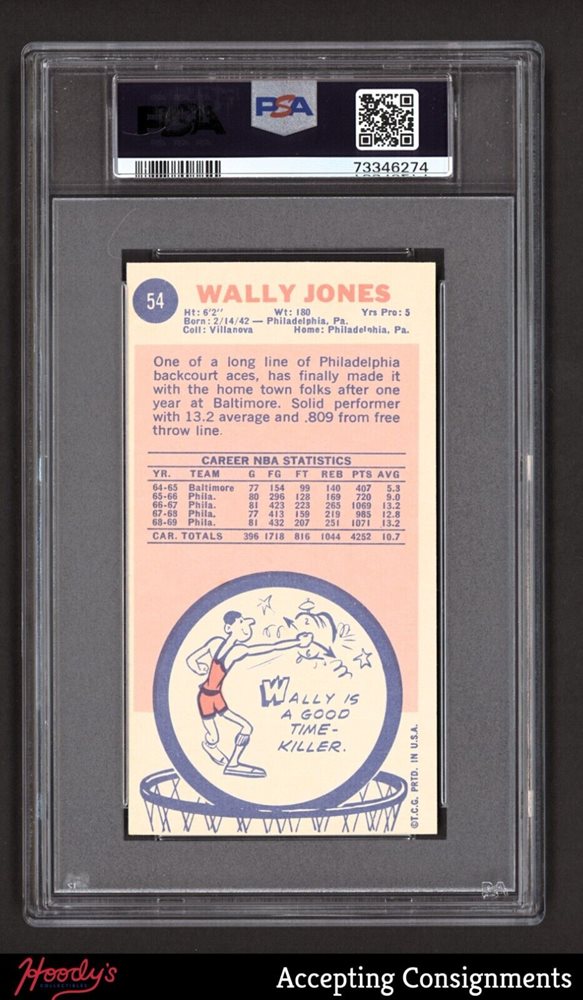 PSA
PSA
73346274
54
WALLY JONES
Ht: 6'2" Wt: 180 Yrs Pro: 5
Born: 2/14/42 — Philadelphia, Pa.
Coll: Villanova Home: Philadelphia, Pa.
One of a long line of Philadelphia
backcourt aces, has finally made it
with the home town folks after one
year at Baltimore. Solid performer
with 13.2 average and .809 from free
throw line.
CAREER NBA STATISTICS
YR. TEAM G FG FT REB PTS AVG
64-65 Baltimore 77 154 99 140 407 5.3
65-66 Phila. 80 296 128 169 720 9.0
66-67 Phila. 81 423 223 265 1069 13.2
67-68 Phila. 77 413 159 219 985 12.8
68-69 Phila. 81 432 207 251 1071 13.2
CAR. TOTALS 396 1718 816 1044 4252 10.7
WALLY IS
A GOOD
TIME-
KILLER.
©T.C.G. PRTD. IN U.S.A.
Hoody's
COLLECTIBLES
Accepting Consignments